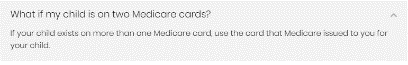 What if my child is on two Medicare cards?
If your child exists on more than one Medicare card, use the card that Medicare issued to you for
your child.